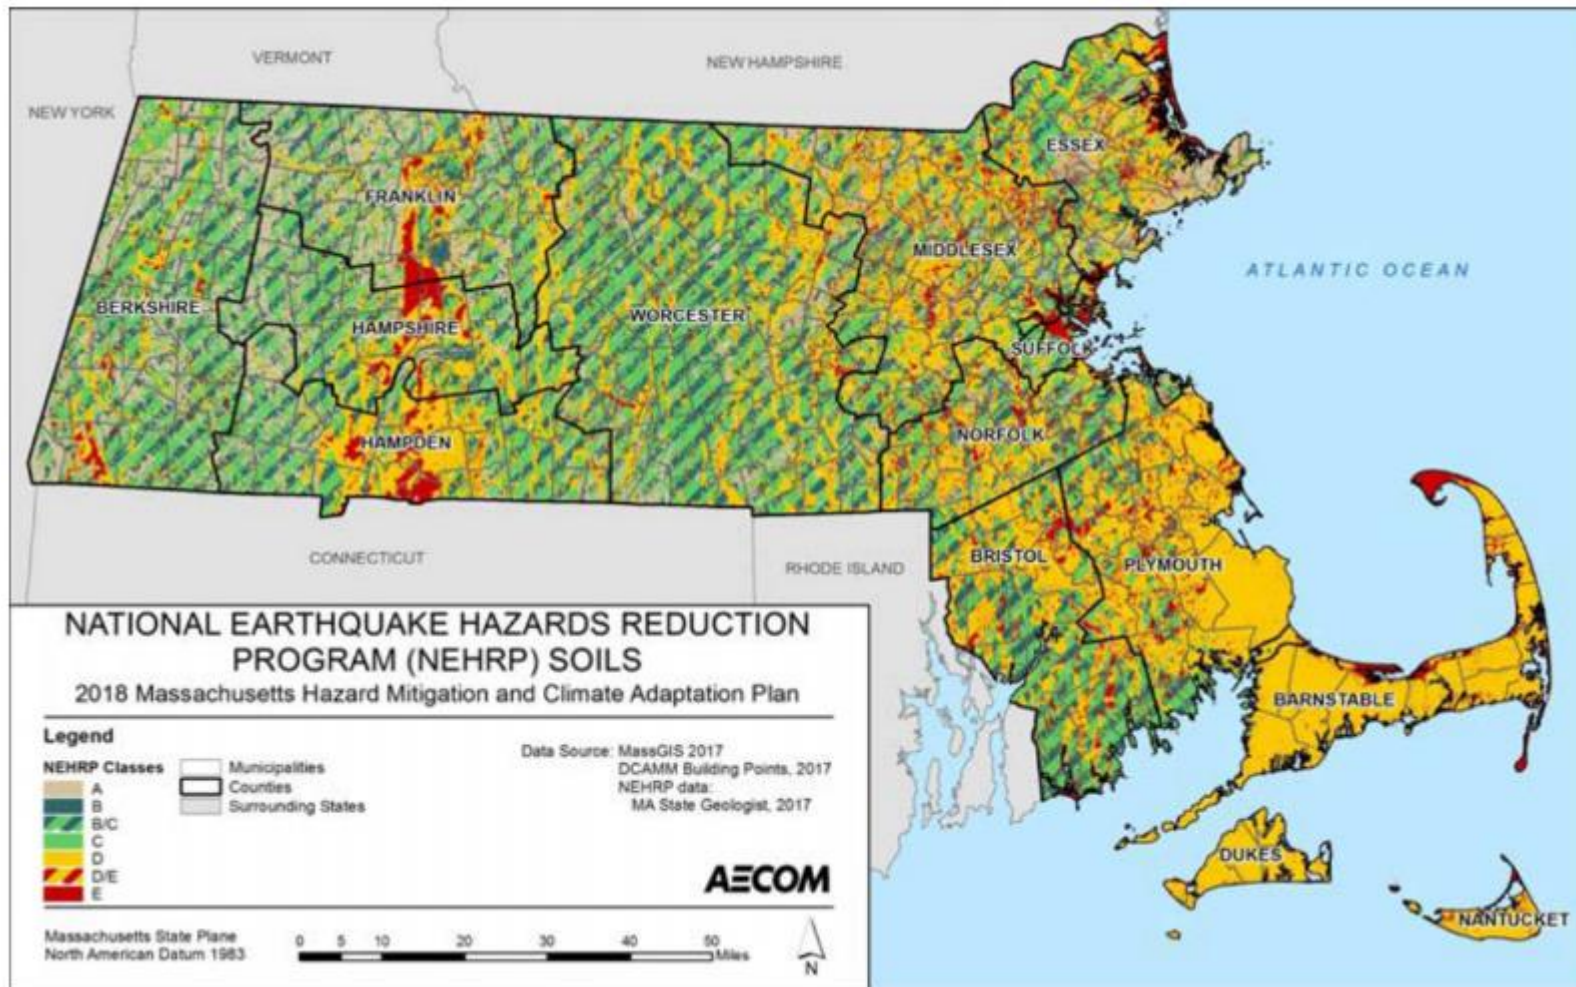 VERMONT
NEW HAMPSHIRE
NEW YORK
ESSEX
FRANKLIN
MIDDLESEX
ATLANTIC OCEAN
BERKSHIRE
WORCESTER
HAMPSHIRE
SUFFOLK
HAMPDEN
NORFOLK
CONNECTICUT
RHODE ISLAND
BRISTOL
PLYMOUTH
BARNSTABLE
DUKES
NANTUCKET
NATIONAL EARTHQUAKE HAZARDS REDUCTION
PROGRAM (NEHRP) SOILS
2018 Massachusetts Hazard Mitigation and Climate Adaptation Plan
Legend
NEHRP Classes
A
B
B/C
C
D
D/E
E
Municipalities
Counties
Surrounding States
Data Source: MassGIS 2017
DCAMM Building Points, 2017
NEHRP data:
MA State Geologist, 2017
AECOM
Massachusetts State Plane
North American Datum 1983
0 5 10 20 30 40 50 Miles
N